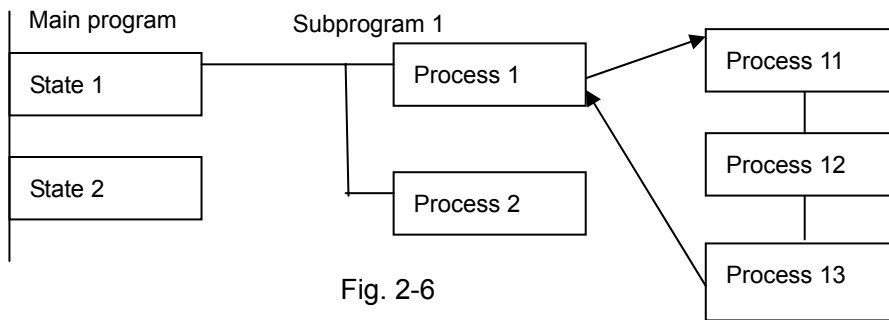 Main program
Subprogram 1
State 1
Process 1
Process 11
State 2
Process 2
Process 12
Process 13
Fig. 2-6